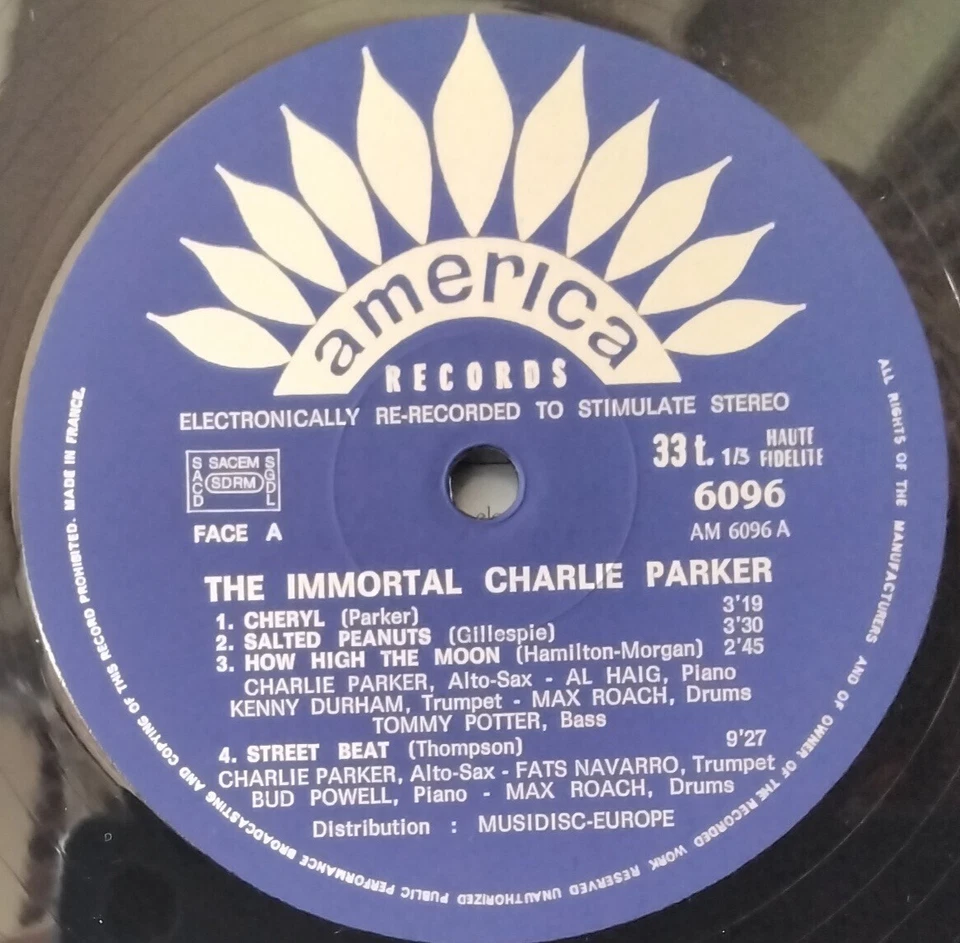 america
RECORDS
ELECTRONICALLY RE-RECORDED TO STIMULATE STEREO
SACD SACEM SGDL
SDRM
33 t. 1/3 HAUTE FIDELITE
6096
FACE A
AM 6096 A
THE IMMORTAL CHARLIE PARKER
1. CHERYL (Parker) 3'19
2. SALTED PEANUTS (Gillespie) 3'30
3. HOW HIGH THE MOON (Hamilton-Morgan) 2'45
CHARLIE PARKER, Alto-Sax - AL HAIG, Piano
KENNY DURHAM, Trumpet - MAX ROACH, Drums
TOMMY POTTER, Bass
4. STREET BEAT (Thompson) 9'27
CHARLIE PARKER, Alto-Sax - FATS NAVARRO, Trumpet
BUD POWELL, Piano - MAX ROACH, Drums
Distribution : MUSIDISC-EUROPE
ALL RIGHTS OF THE MANUFACTURERS AND OF OWNER OF THE RECORDED WORK RESERVED UNAUTHORIZED PUBLIC PERFORMANCE BROADCASTING AND COPYING OF THIS RECORD PROHIBITED. MADE IN FRANCE.